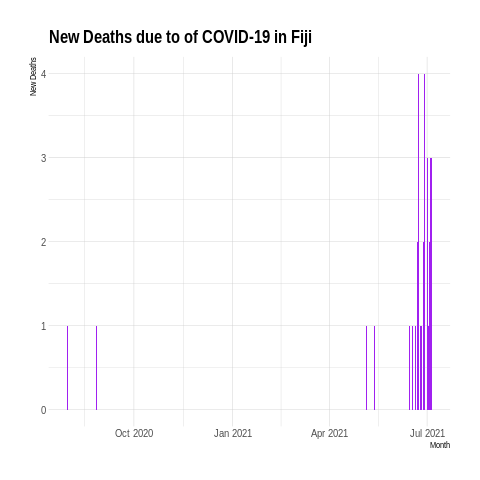 New Deaths due to of COVID-19 in Fiji
New Deaths
4
3
2
1
0
Oct 2020 Jan 2021 Apr 2021 Jul 2021
Month